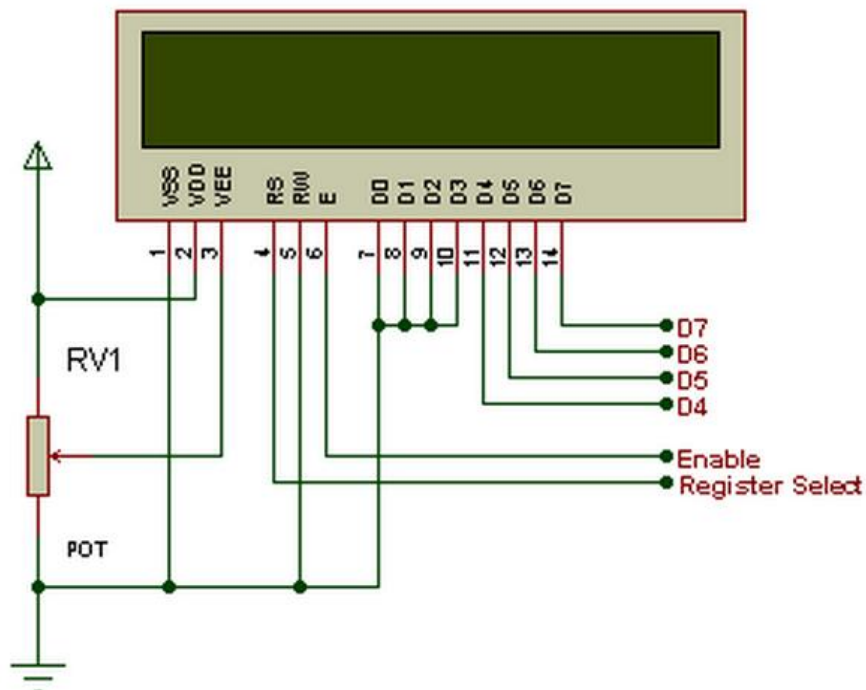 VSS VDD VEE RS RW E D0 D1 D2 D3 D4 D5 D6 D7
1 2 3 4 5 6 7 8 9 10 11 12 13 14
D7
RV1
D6
D5
D4
Enable
Register Select
POT